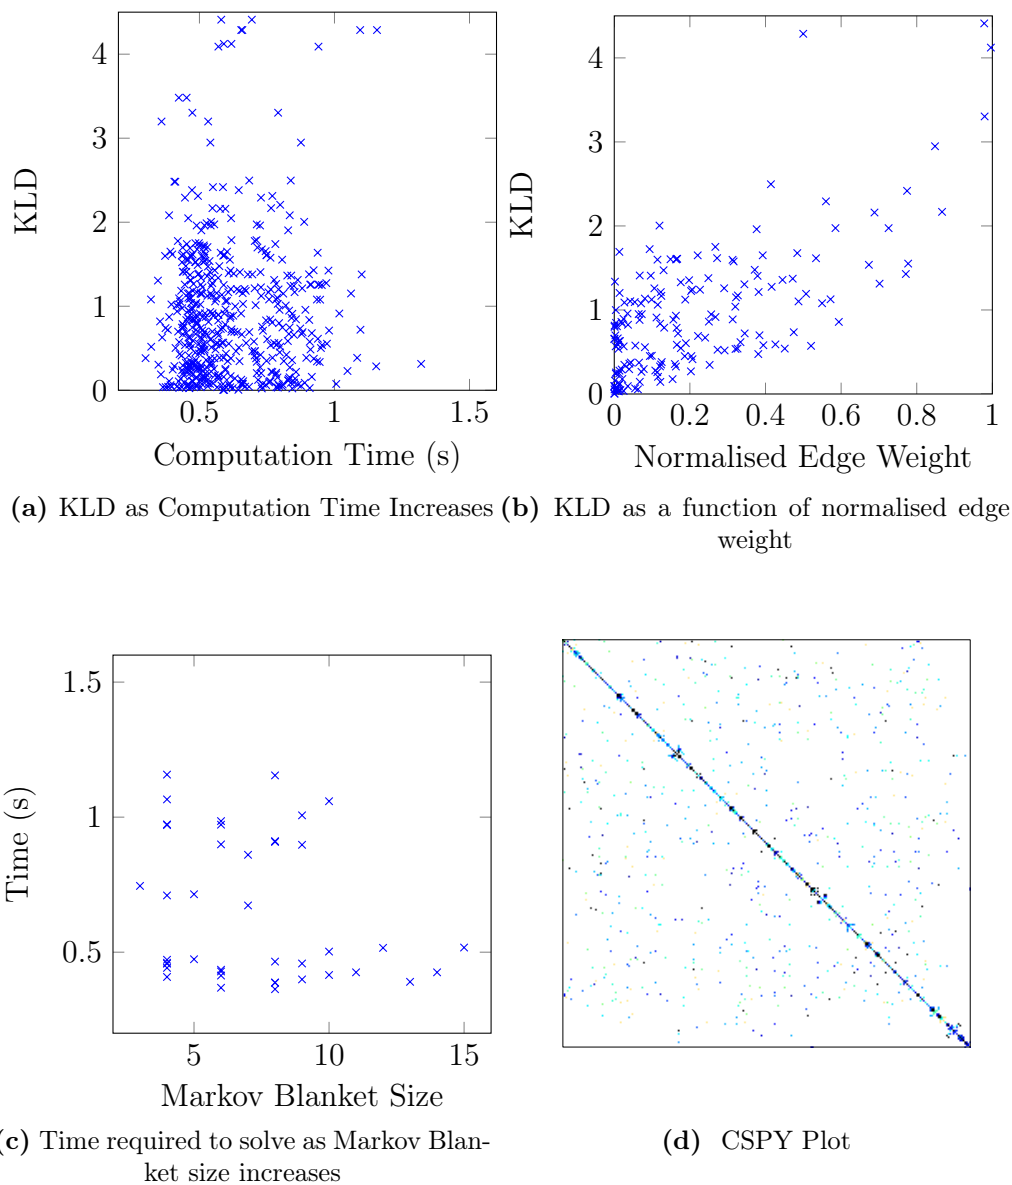 4
3
2
1
0
KLD
0.5 1 1.5
Computation Time (s)
(a) KLD as Computation Time Increases
4
3
2
1
0
KLD
0 0.2 0.4 0.6 0.8 1
Normalised Edge Weight
(b) KLD as a function of normalised edge
weight
1.5
1
0.5
Time (s)
5 10 15
Markov Blanket Size
(c) Time required to solve as Markov Blan-
ket size increases
(d) CSPY Plot